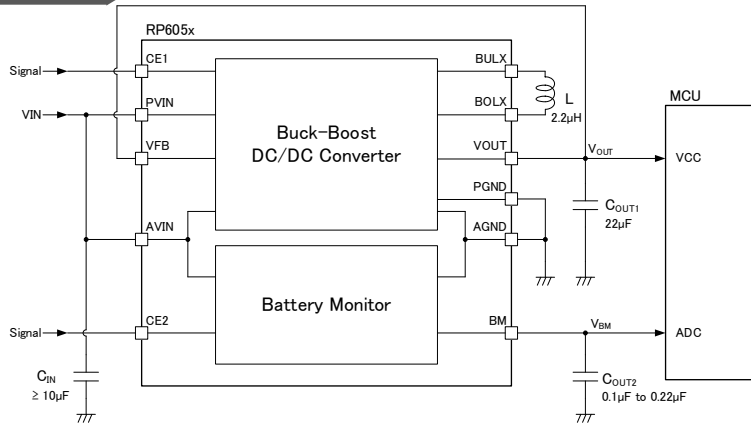 RP605x
Signal
CE1
BULX
L
2.2µH
MCU
VIN
PVIN
BOLX
Buck-Boost
DC/DC Converter
VFB
VOUT
VOUT
VCC
PGND
COUT1
22µF
AVIN
AGND
Battery Monitor
Signal
CE2
BM
VBM
ADC
CIN
≥ 10µF
COUT2
0.1µF to 0.22µF